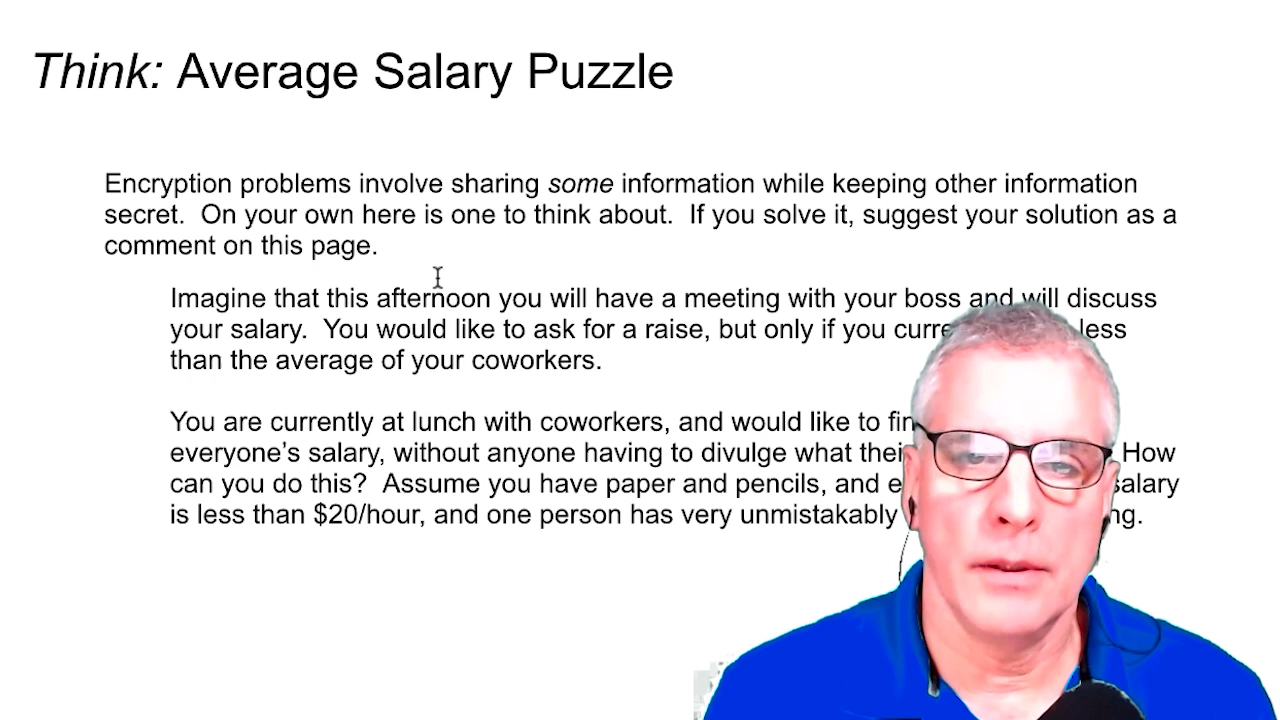 Think: Average Salary Puzzle
Encryption problems involve sharing some information while keeping other information
secret. On your own here is one to think about. If you solve it, suggest your solution as a
comment on this page.
Imagine that this afternoon you will have a meeting with your boss and will discuss
your salary. You would like to ask for a raise, but only if you less
than the average of your coworkers.
You are currently at lunch with coworkers, and would like to
everyone's salary, without anyone having to divulge what How
can you do this? Assume you have paper and pencils, and salary
is less than $20/hour, and one person has very unmistakably